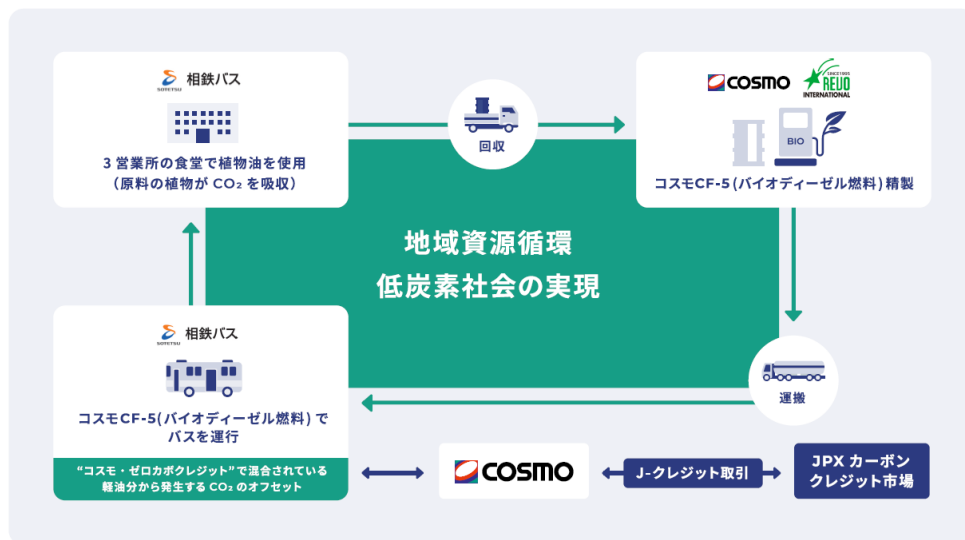 SOTETSU 相鉄バス
3営業所の食堂で植物油を使用
(原料の植物が CO₂ を吸収)
回収
COSMO
SINCE 1995
REVO
INTERNATIONAL
BIO
コスモCF-5(バイオディーゼル燃料)精製
地域資源循環
低炭素社会の実現
SOTETSU 相鉄バス
コスモCF-5(バイオディーゼル燃料)で
バスを運行
“コスモ・ゼロカボクレジット”で混合されている
軽油分から発生する CO₂ のオフセット
運搬
COSMO
J-クレジット取引
JPX カーボン
クレジット市場